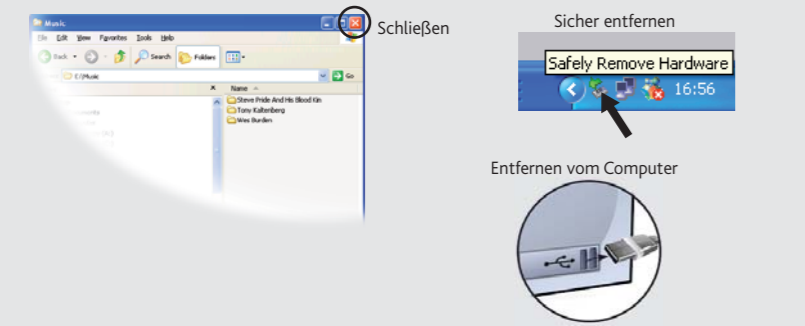 Music
Schließen
File Edit View Favorites Tools Help
Back Search Folders
E:\Music Go
Name
Steve Pride And His Blood Kin
Tony Kaltenberg
Wes Burden
Sicher entfernen
Safely Remove Hardware
16:56
Entfernen vom Computer